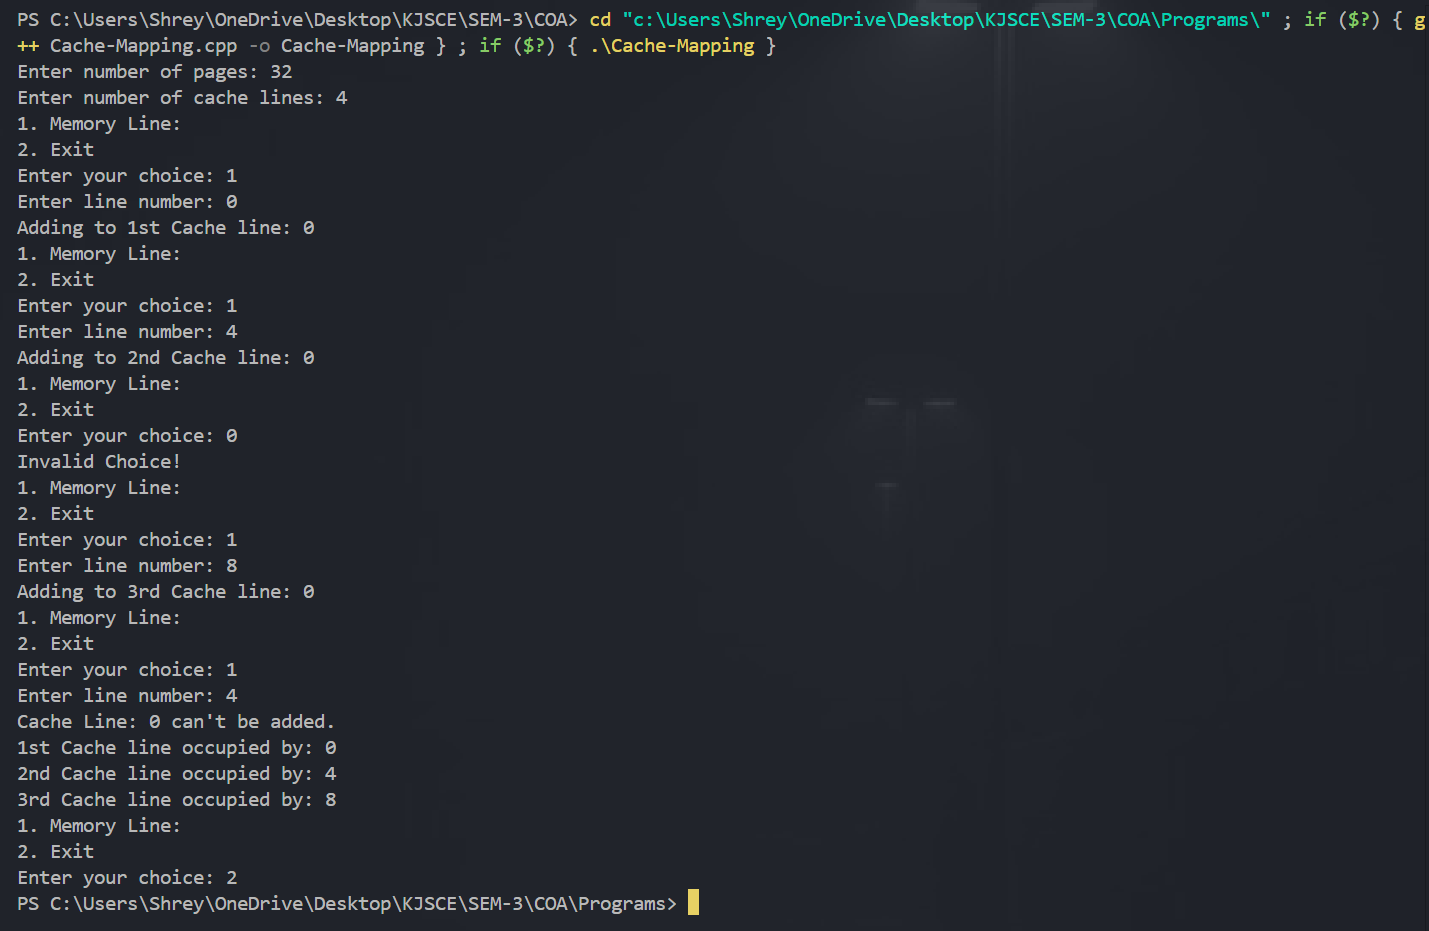 PS C:\Users\Shrey\OneDrive\Desktop\KJSCE\SEM-3\COA> cd "c:\Users\Shrey\OneDrive\Desktop\KJSCE\SEM-3\COA\Programs\" ; if ($?) { g
++ Cache-Mapping.cpp -o Cache-Mapping } ; if ($?) { .\Cache-Mapping }
Enter number of pages: 32
Enter number of cache lines: 4
1. Memory Line:
2. Exit
Enter your choice: 1
Enter line number: 0
Adding to 1st Cache line: 0
1. Memory Line:
2. Exit
Enter your choice: 1
Enter line number: 4
Adding to 2nd Cache line: 0
1. Memory Line:
2. Exit
Enter your choice: 0
Invalid Choice!
1. Memory Line:
2. Exit
Enter your choice: 1
Enter line number: 8
Adding to 3rd Cache line: 0
1. Memory Line:
2. Exit
Enter your choice: 1
Enter line number: 4
Cache Line: 0 can't be added.
1st Cache line occupied by: 0
2nd Cache line occupied by: 4
3rd Cache line occupied by: 8
1. Memory Line:
2. Exit
Enter your choice: 2
PS C:\Users\Shrey\OneDrive\Desktop\KJSCE\SEM-3\COA\Programs>